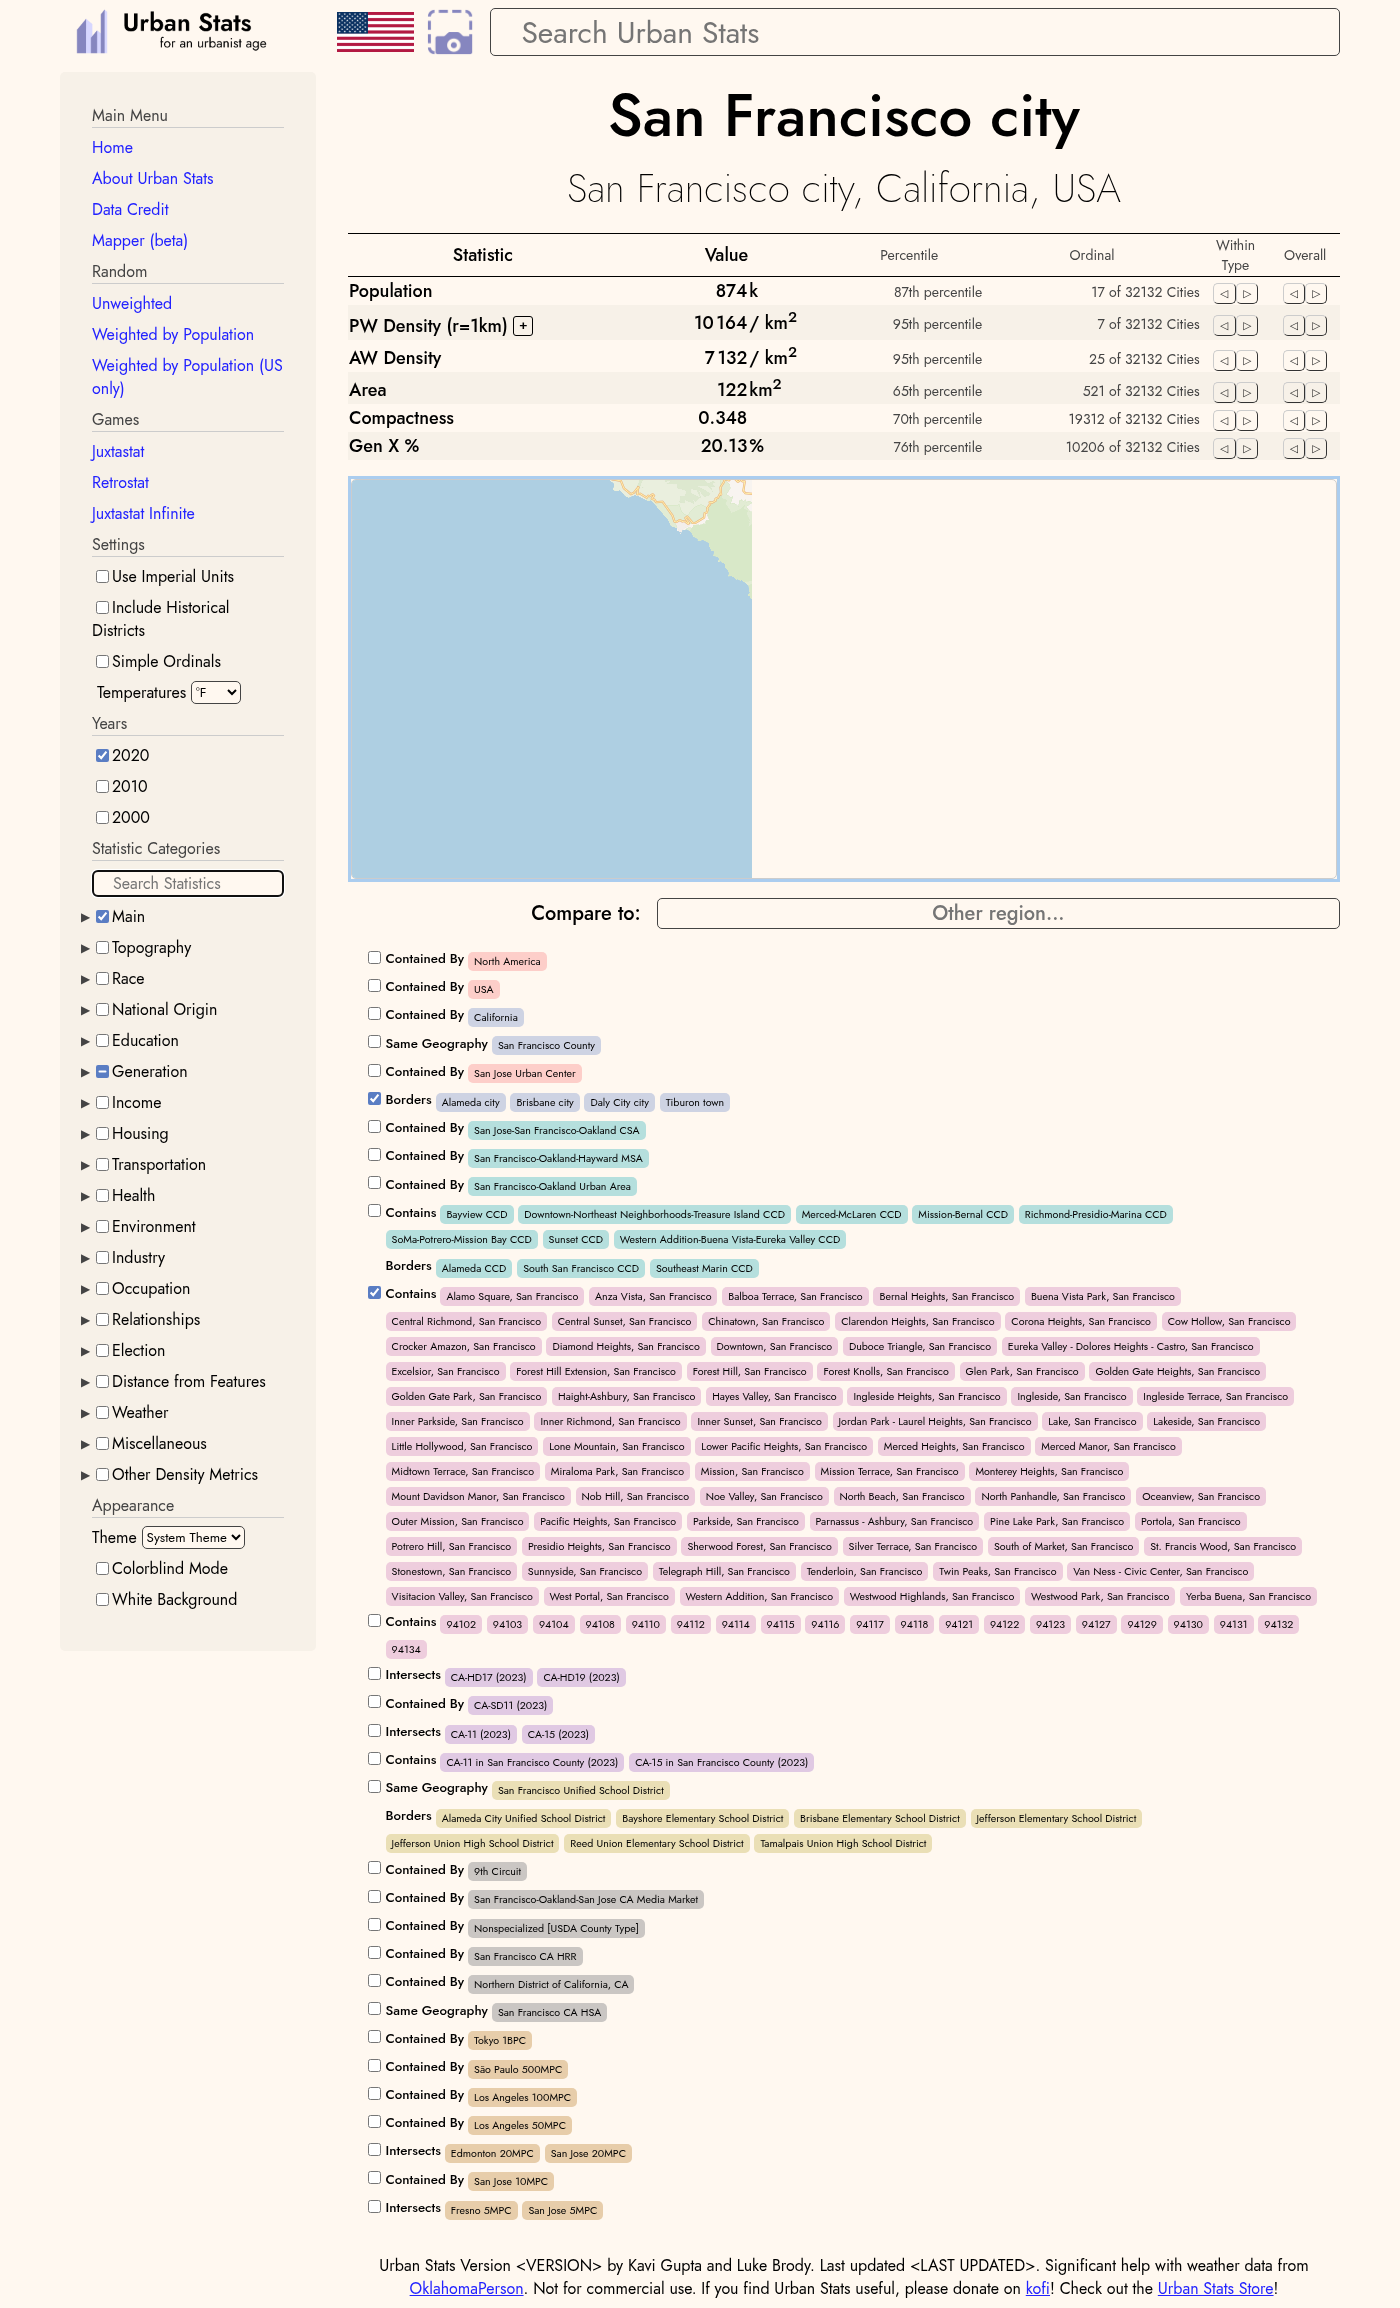 Urban Stats
for an urbanist age
Search Urban Stats
Main Menu
Home
About Urban Stats
Data Credit
Mapper (beta)
Random
Unweighted
Weighted by Population
Weighted by Population (US
only)
Games
Juxtastat
Retrostat
Juxtastat Infinite
Settings
Use Imperial Units
Include Historical
Districts
Simple Ordinals
Temperatures °F
Years
2020
2010
2000
Statistic Categories
Search Statistics
Main
Topography
Race
National Origin
Education
Generation
Income
Housing
Transportation
Health
Environment
Industry
Occupation
Relationships
Election
Distance from Features
Weather
Miscellaneous
Other Density Metrics
Appearance
Theme System Theme
Colorblind Mode
White Background
San Francisco city
San Francisco city, California, USA
Statistic Value Percentile Ordinal Within Type Overall
Population 874k 87th percentile 17 of 32132 Cities
PW Density (r=1km) + 10 164 / km² 95th percentile 7 of 32132 Cities
AW Density 7 132 / km² 95th percentile 25 of 32132 Cities
Area 122 km² 65th percentile 521 of 32132 Cities
Compactness 0.348 70th percentile 19312 of 32132 Cities
Gen X % 20.13% 76th percentile 10206 of 32132 Cities
Compare to: Other region...
Contained By North America
Contained By USA
Contained By California
Same Geography San Francisco County
Contained By San Jose Urban Center
Borders Alameda city Brisbane city Daly City city Tiburon town
Contained By San Jose-San Francisco-Oakland CSA
Contained By San Francisco-Oakland-Hayward MSA
Contained By San Francisco-Oakland Urban Area
Contains Bayview CCD Downtown-Northeast Neighborhoods-Treasure Island CCD Merced-McLaren CCD Mission-Bernal CCD Richmond-Presidio-Marina CCD
SoMa-Potrero-Mission Bay CCD Sunset CCD Western Addition-Buena Vista-Eureka Valley CCD
Borders Alameda CCD South San Francisco CCD Southeast Marin CCD
Contains Alamo Square, San Francisco Anza Vista, San Francisco Balboa Terrace, San Francisco Bernal Heights, San Francisco Buena Vista Park, San Francisco
Central Richmond, San Francisco Central Sunset, San Francisco Chinatown, San Francisco Clarendon Heights, San Francisco Corona Heights, San Francisco Cow Hollow, San Francisco
Crocker Amazon, San Francisco Diamond Heights, San Francisco Downtown, San Francisco Duboce Triangle, San Francisco Eureka Valley - Dolores Heights - Castro, San Francisco
Excelsior, San Francisco Forest Hill Extension, San Francisco Forest Hill, San Francisco Forest Knolls, San Francisco Glen Park, San Francisco Golden Gate Heights, San Francisco
Golden Gate Park, San Francisco Haight-Ashbury, San Francisco Hayes Valley, San Francisco Ingleside Heights, San Francisco Ingleside, San Francisco Ingleside Terrace, San Francisco
Inner Parkside, San Francisco Inner Richmond, San Francisco Inner Sunset, San Francisco Jordan Park - Laurel Heights, San Francisco Lake, San Francisco Lakeside, San Francisco
Little Hollywood, San Francisco Lone Mountain, San Francisco Lower Pacific Heights, San Francisco Merced Heights, San Francisco Merced Manor, San Francisco
Midtown Terrace, San Francisco Miraloma Park, San Francisco Mission, San Francisco Mission Terrace, San Francisco Monterey Heights, San Francisco
Mount Davidson Manor, San Francisco Nob Hill, San Francisco Noe Valley, San Francisco North Beach, San Francisco North Panhandle, San Francisco Oceanview, San Francisco
Outer Mission, San Francisco Pacific Heights, San Francisco Parkside, San Francisco Parnassus - Ashbury, San Francisco Pine Lake Park, San Francisco Portola, San Francisco
Potrero Hill, San Francisco Presidio Heights, San Francisco Sherwood Forest, San Francisco Silver Terrace, San Francisco South of Market, San Francisco St. Francis Wood, San Francisco
Stonestown, San Francisco Sunnyside, San Francisco Telegraph Hill, San Francisco Tenderloin, San Francisco Twin Peaks, San Francisco Van Ness - Civic Center, San Francisco
Visitacion Valley, San Francisco West Portal, San Francisco Western Addition, San Francisco Westwood Highlands, San Francisco Westwood Park, San Francisco Yerba Buena, San Francisco
Contains 94102 94103 94104 94108 94110 94112 94114 94115 94116 94117 94118 94121 94122 94123 94127 94129 94130 94131 94132
94134
Intersects CA-HD17 (2023) CA-HD19 (2023)
Contained By CA-SD11 (2023)
Intersects CA-11 (2023) CA-15 (2023)
Contains CA-11 in San Francisco County (2023) CA-15 in San Francisco County (2023)
Same Geography San Francisco Unified School District
Borders Alameda City Unified School District Bayshore Elementary School District Brisbane Elementary School District Jefferson Elementary School District
Jefferson Union High School District Reed Union Elementary School District Tamalpais Union High School District
Contained By 9th Circuit
Contained By San Francisco-Oakland-San Jose CA Media Market
Contained By Nonspecialized [USDA County Type]
Contained By San Francisco CA HRR
Contained By Northern District of California, CA
Same Geography San Francisco CA HSA
Contained By Tokyo 1BPC
Contained By São Paulo 500MPC
Contained By Los Angeles 100MPC
Contained By Los Angeles 50MPC
Intersects Edmonton 20MPC San Jose 20MPC
Contained By San Jose 10MPC
Intersects Fresno 5MPC San Jose 5MPC
Urban Stats Version <VERSION> by Kavi Gupta and Luke Brody. Last updated <LAST UPDATED>. Significant help with weather data from
OklahomaPerson. Not for commercial use. If you find Urban Stats useful, please donate on kofi! Check out the Urban Stats Store!